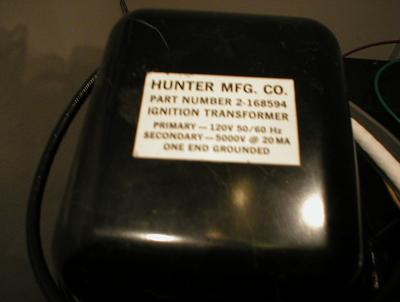 HUNTER MFG. CO.
PART NUMBER 2-168594
IGNITION TRANSFORMER
PRIMARY — 120V 50/60 Hz
SECONDARY — 5000V @ 20MA
ONE END GROUNDED